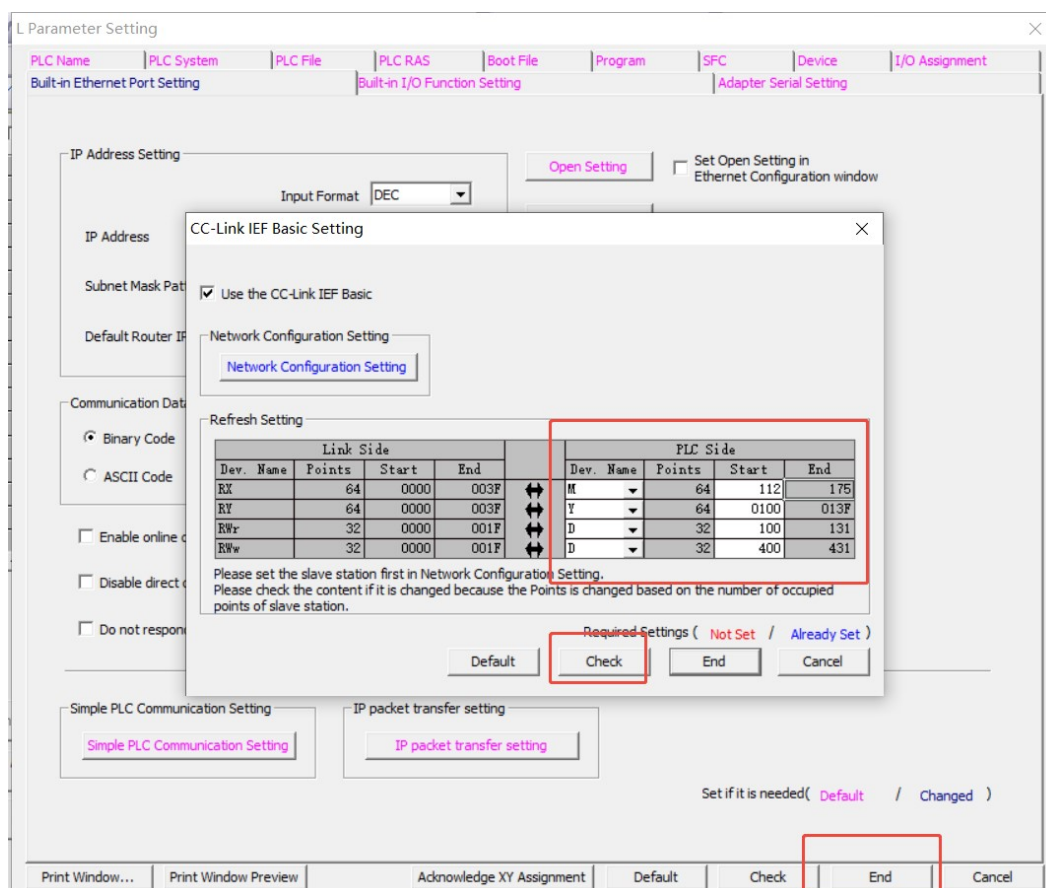 L Parameter Setting
PLC Name PLC System PLC File PLC RAS Boot File Program SFC Device I/O Assignment
Built-in Ethernet Port Setting Built-in I/O Function Setting Adapter Serial Setting
IP Address Setting
Open Setting
Set Open Setting in
Ethernet Configuration window
Input Format DEC
IP Address
Subnet Mask Pat
Default Router IP
Communication Data
Binary Code
ASCII Code
Enable online c
Disable direct c
Do not respon
CC-Link IEF Basic Setting
Use the CC-Link IEF Basic
Network Configuration Setting
Network Configuration Setting
Refresh Setting
Link Side PLC Side
Dev. Name Points Start End Dev. Name Points Start End
RX 64 0000 003F M 64 112 175
RY 64 0000 003F Y 64 0100 013F
RWr 32 0000 001F D 32 100 131
RWw 32 0000 001F D 32 400 431
Please set the slave station first in Network Configuration Setting.
Please check the content if it is changed because the Points is changed based on the number of occupied
points of slave station.
Required Settings ( Not Set / Already Set )
Default Check End Cancel
Simple PLC Communication Setting
Simple PLC Communication Setting
IP packet transfer setting
IP packet transfer setting
Set if it is needed( Default / Changed )
Print Window... Print Window Preview Acknowledge XY Assignment Default Check End Cancel